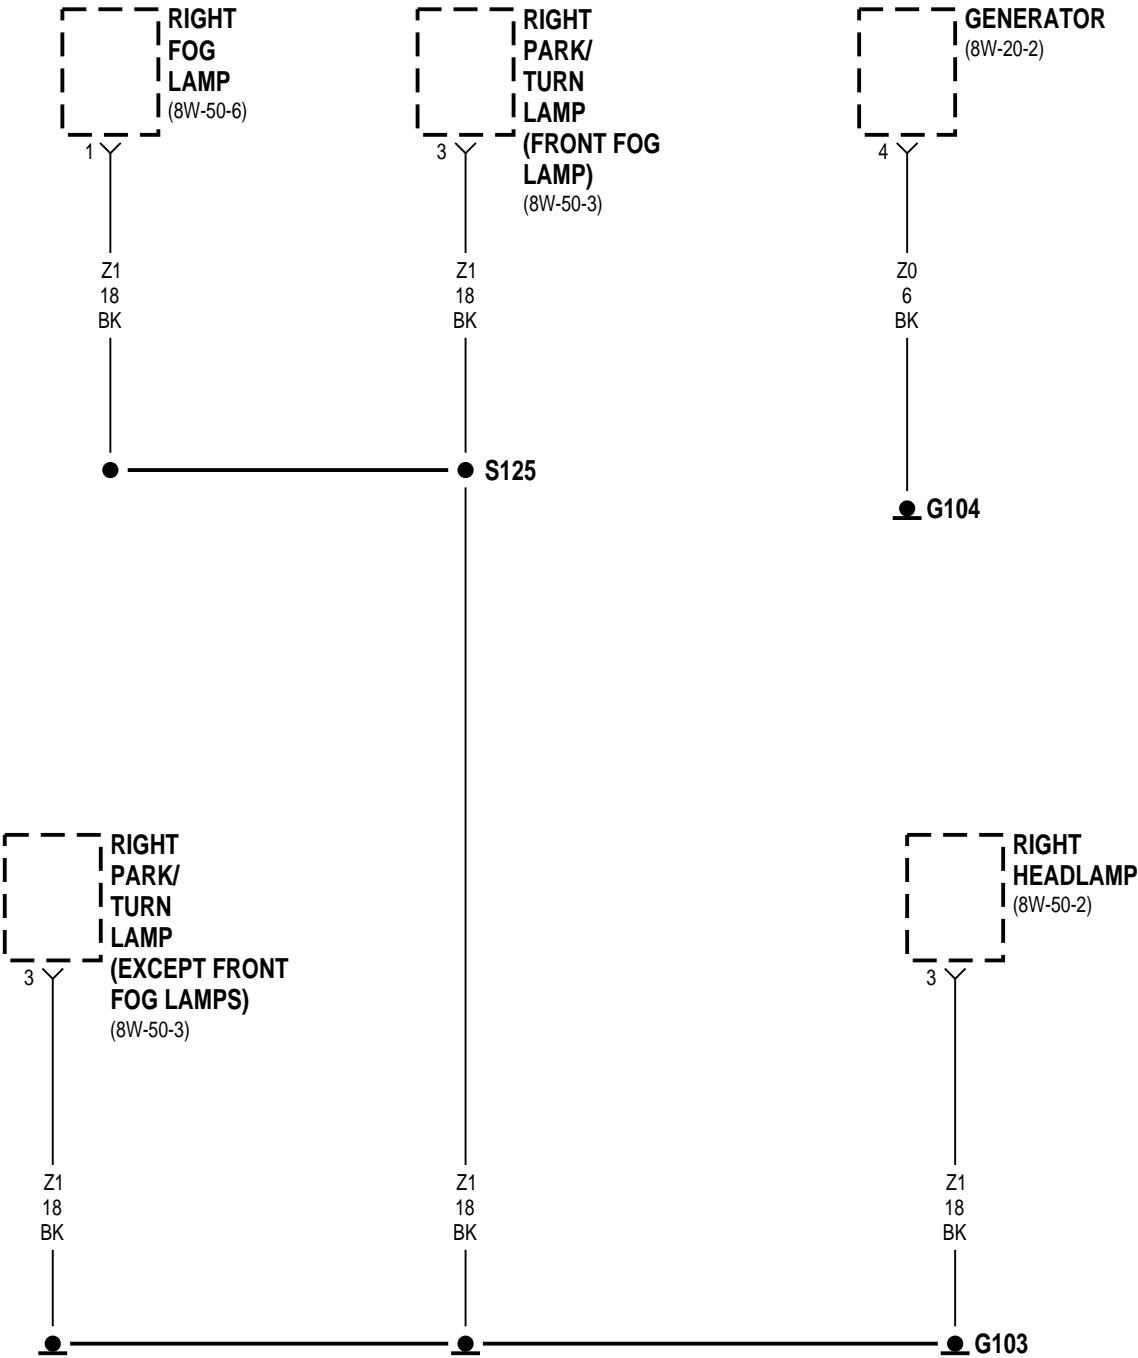 RIGHT
FOG
LAMP
(8W-50-6)
1
Z1
18
BK
RIGHT
PARK/
TURN
LAMP
(FRONT FOG
LAMP)
(8W-50-3)
3
Z1
18
BK
S125
GENERATOR
(8W-20-2)
4
Z0
6
BK
G104
RIGHT
PARK/
TURN
LAMP
(EXCEPT FRONT
FOG LAMPS)
(8W-50-3)
3
Z1
18
BK
Z1
18
BK
RIGHT
HEADLAMP
(8W-50-2)
3
Z1
18
BK
G103